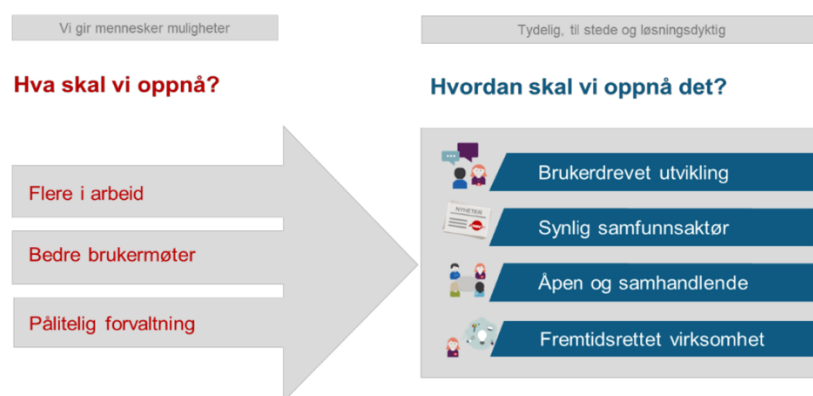 Vi gir mennesker muligheter
Tydelig, til stede og løsningsdyktig
Hva skal vi oppnå?
Hvordan skal vi oppnå det?
Flere i arbeid
Bedre brukermøter
Pålitelig forvaltning
Brukerdrevet utvikling
NYHETER
Synlig samfunnsaktør
Åpen og samhandlende
Fremtidsrettet virksomhet